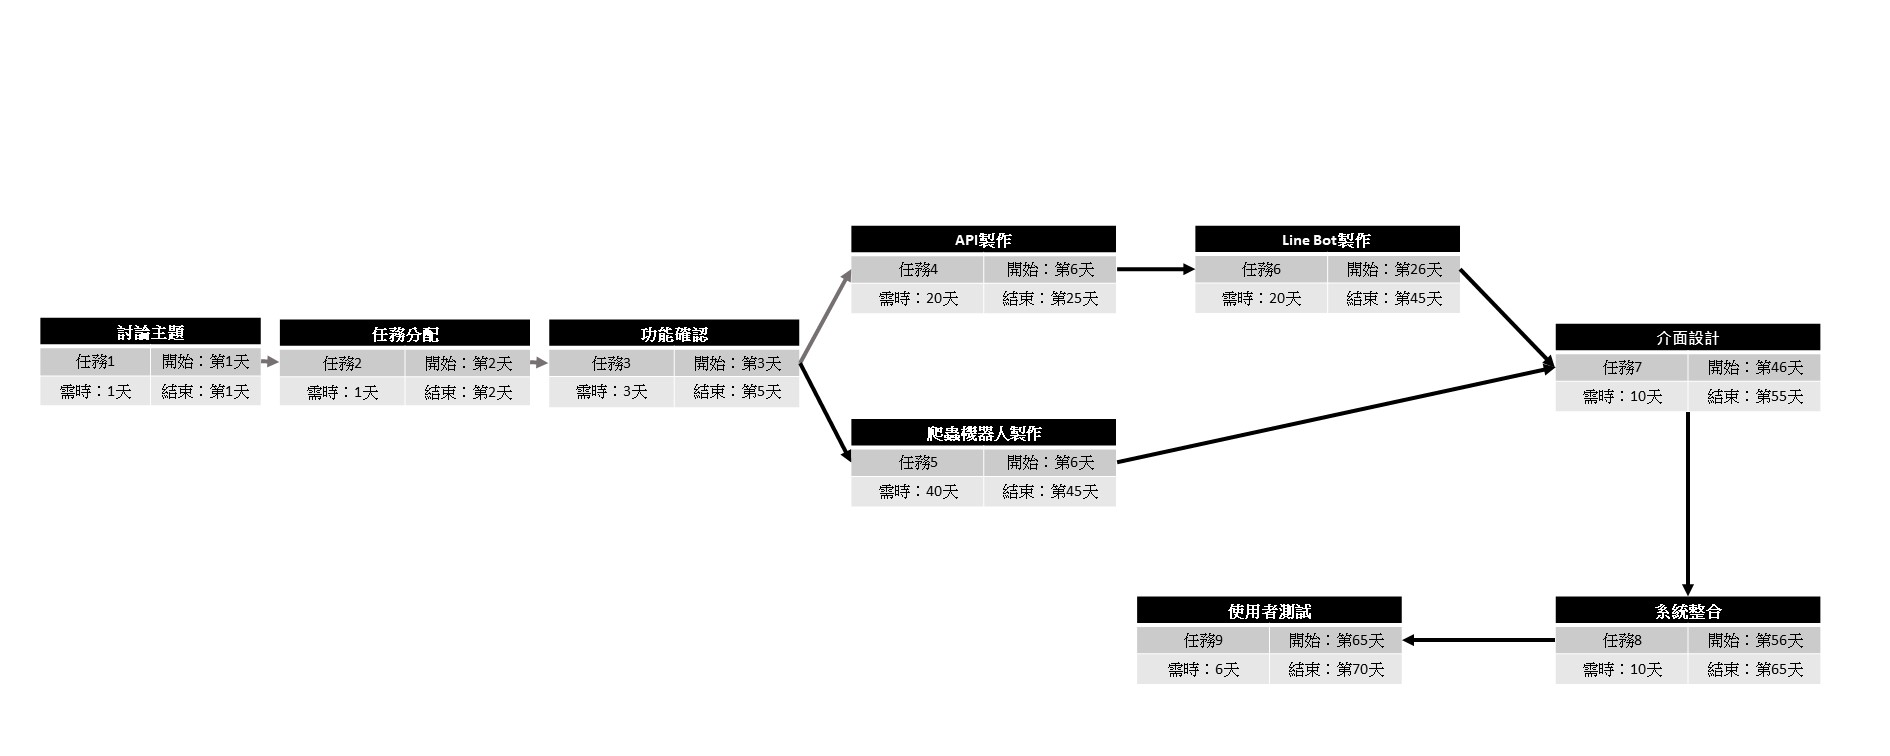 討論主題
任務1 開始：第1天
需時：1天 結束：第1天
任務分配
任務2 開始：第2天
需時：1天 結束：第2天
功能確認
任務3 開始：第3天
需時：3天 結束：第5天
API製作
任務4 開始：第6天
需時：20天 結束：第25天
爬蟲機器人製作
任務5 開始：第6天
需時：40天 結束：第45天
Line Bot製作
任務6 開始：第26天
需時：20天 結束：第45天
介面設計
任務7 開始：第46天
需時：10天 結束：第55天
系統整合
任務8 開始：第56天
需時：10天 結束：第65天
使用者測試
任務9 開始：第65天
需時：6天 結束：第70天